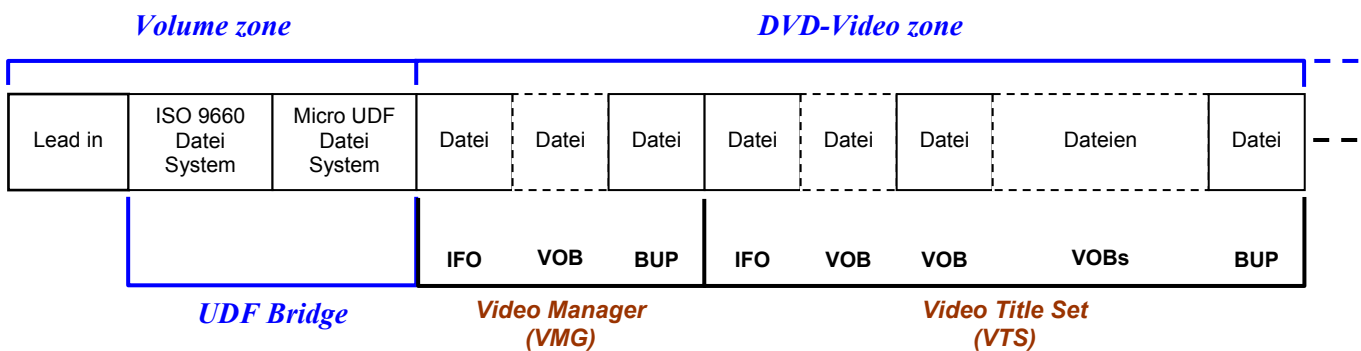 Volume zone
DVD-Video zone
Lead in
ISO 9660
Datei
System
Micro UDF
Datei
System
Datei
Datei
Datei
Datei
Datei
Datei
Dateien
Datei
IFO
VOB
BUP
IFO
VOB
VOB
VOBs
BUP
UDF Bridge
Video Manager
(VMG)
Video Title Set
(VTS)